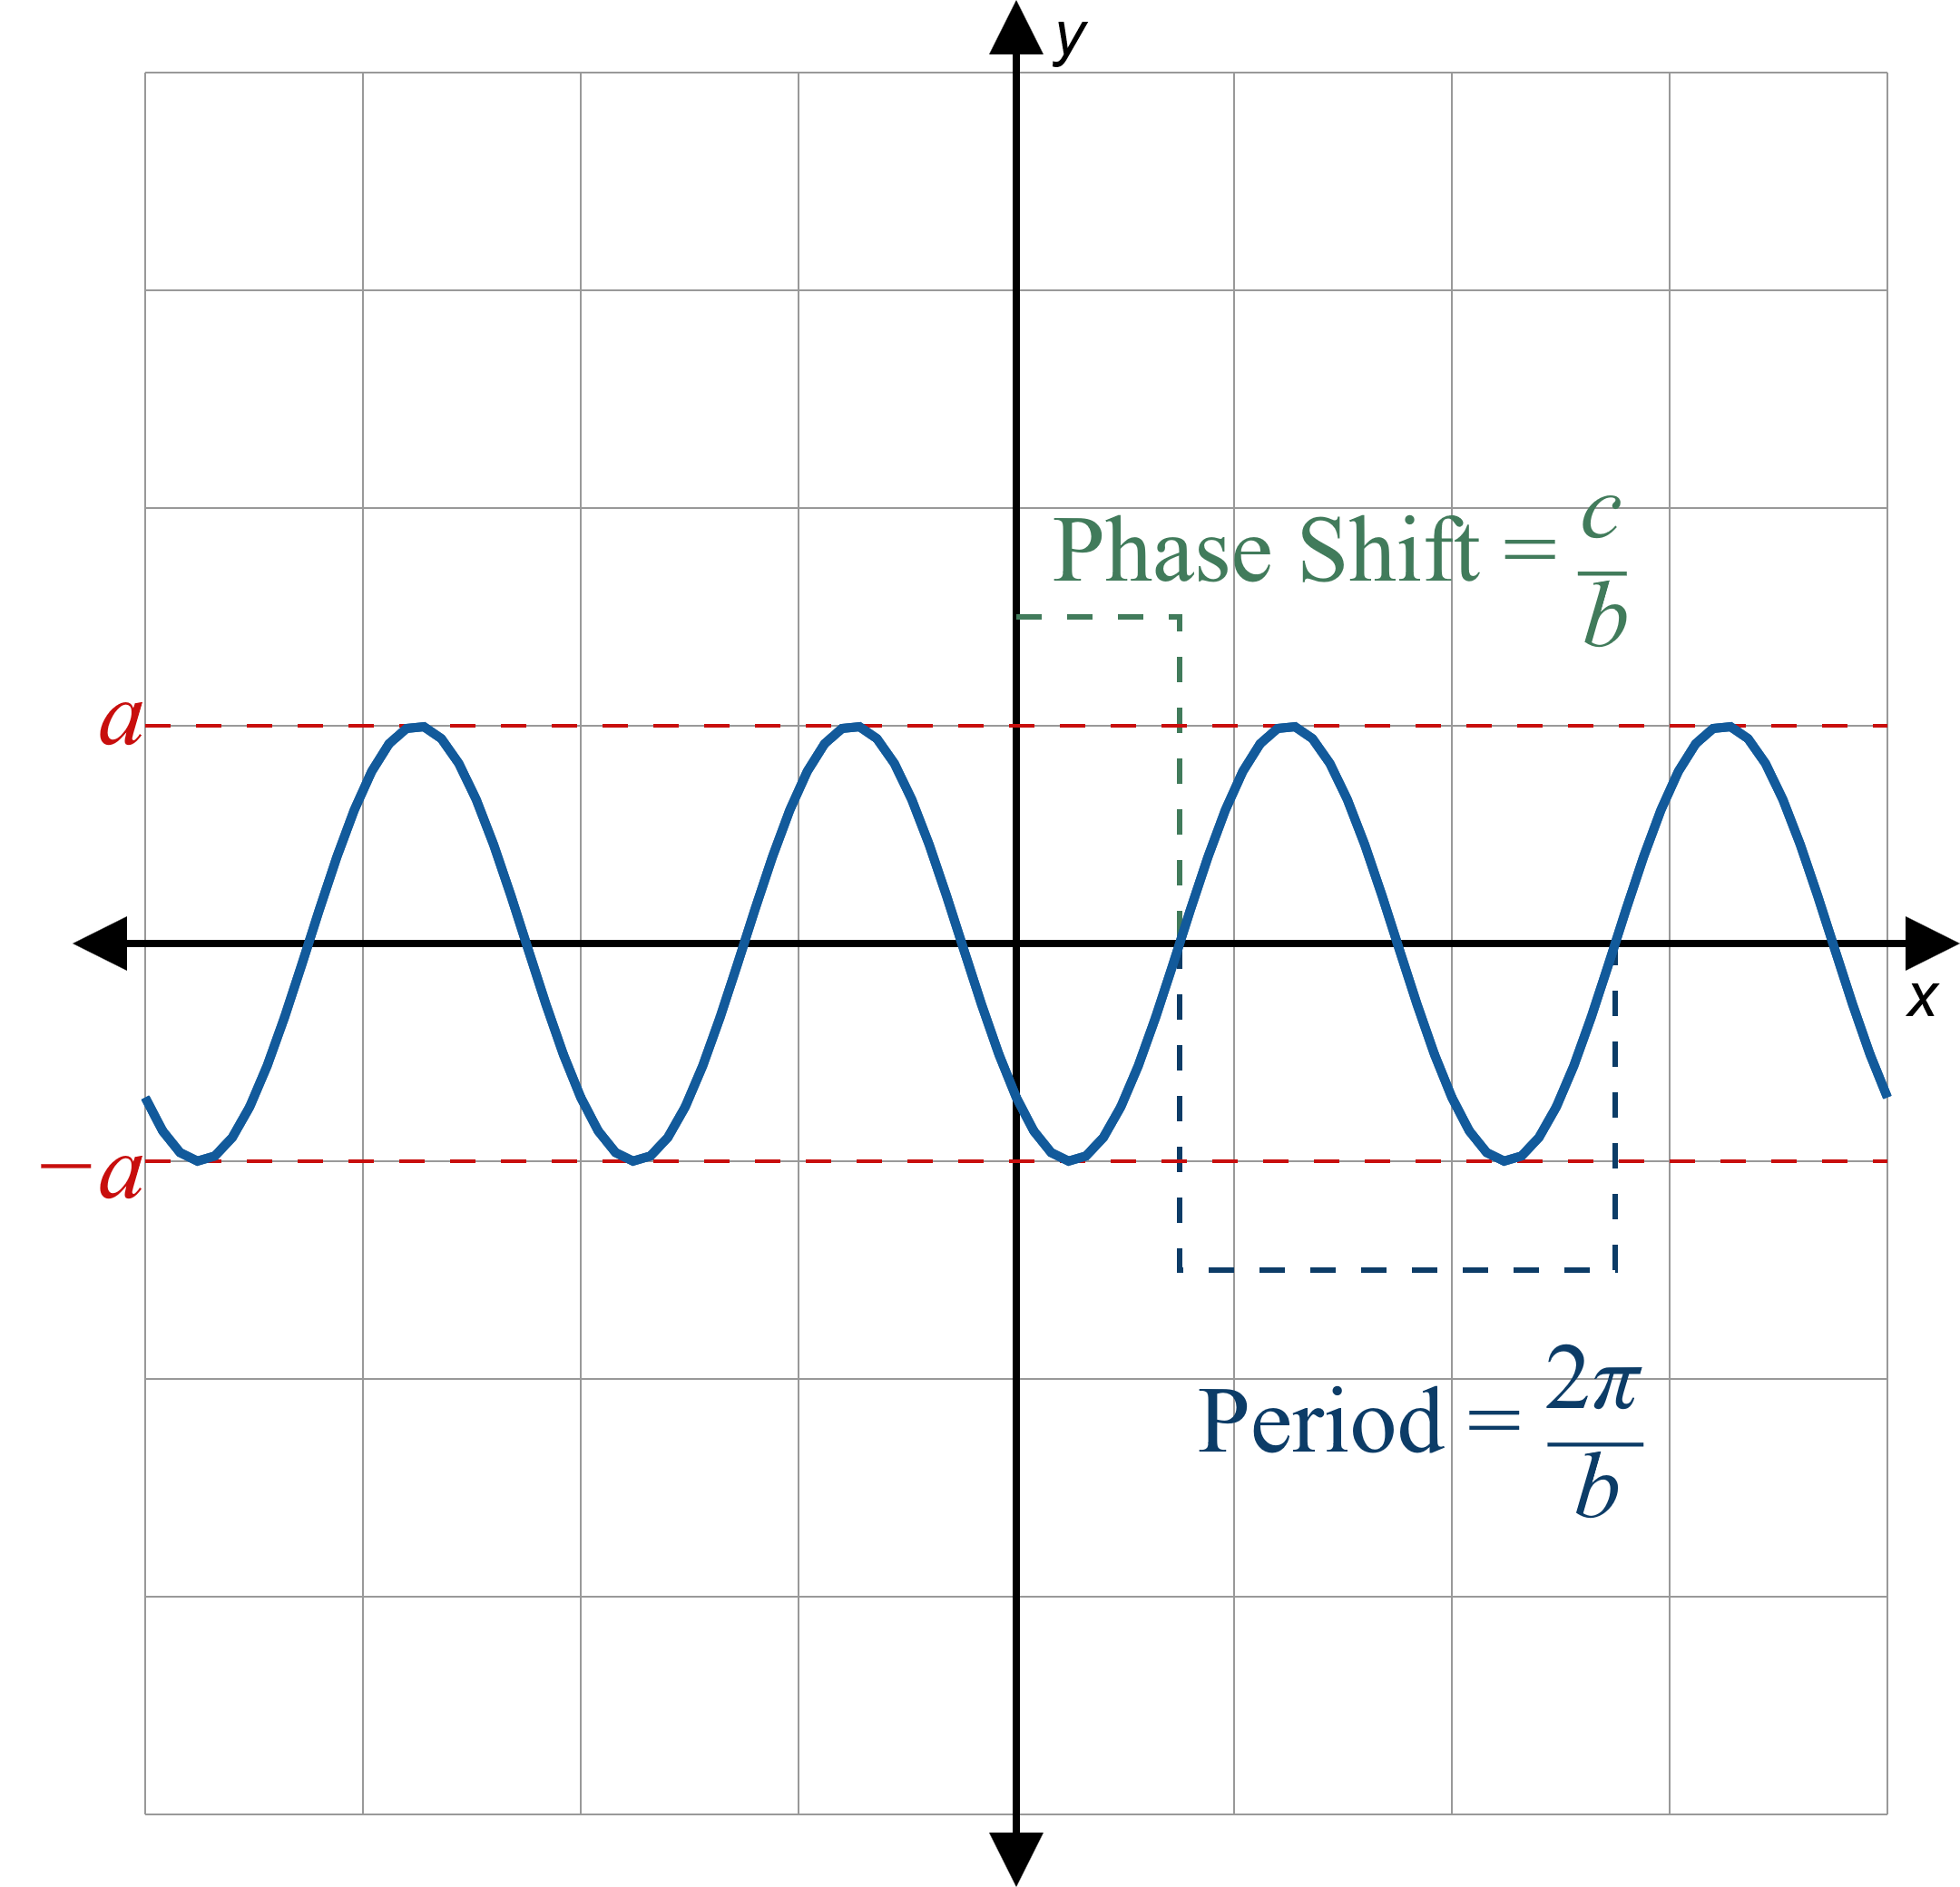 y
Phase Shift = c/b
a
x
−a
Period = 2π/b